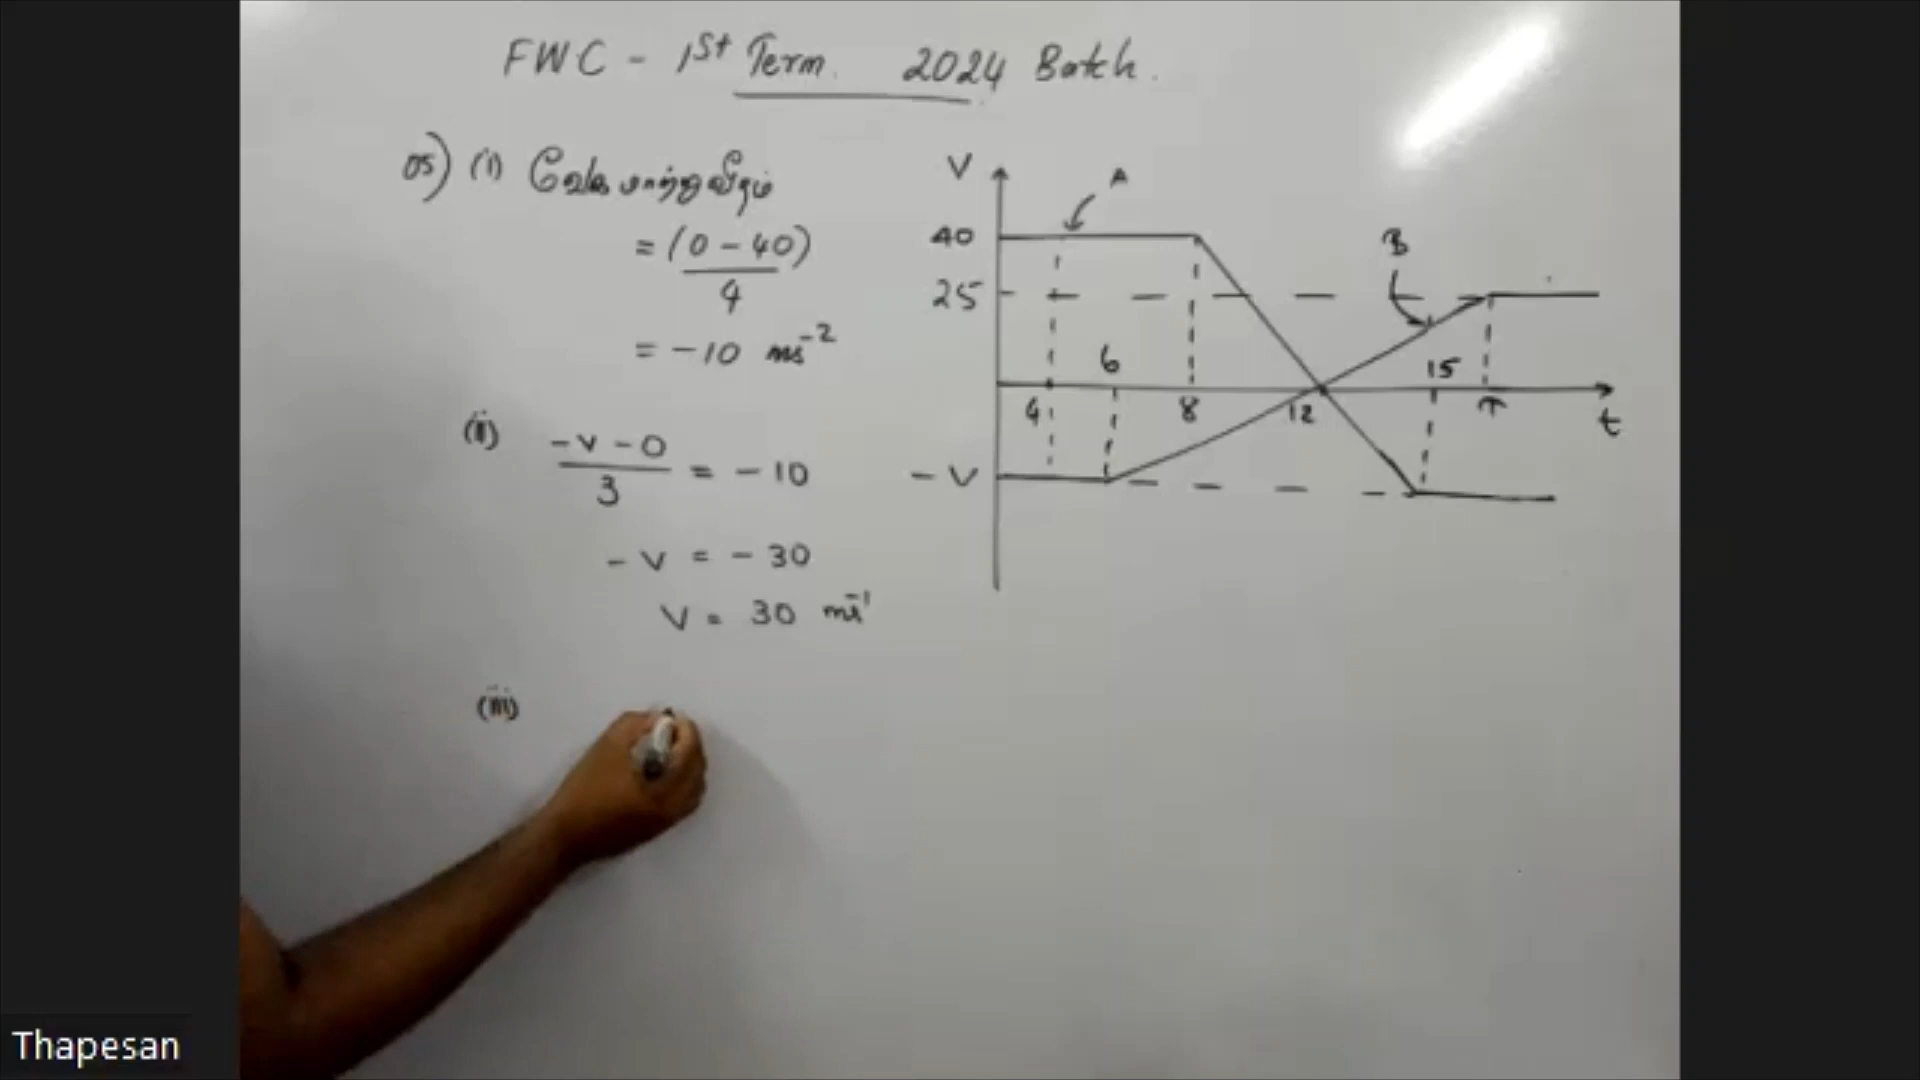 FWC - 1st Term. 2024 Batch.
05) (i) வேக மாற்றுவீதம்
= (0 - 40)
4
= -10 ms⁻²
(ii) -V - 0
3
= -10
-V = -30
V = 30 ms⁻¹
(iii)
V
A
40
B
25
6
15
4
8
12
T
t
-V
Thapesan